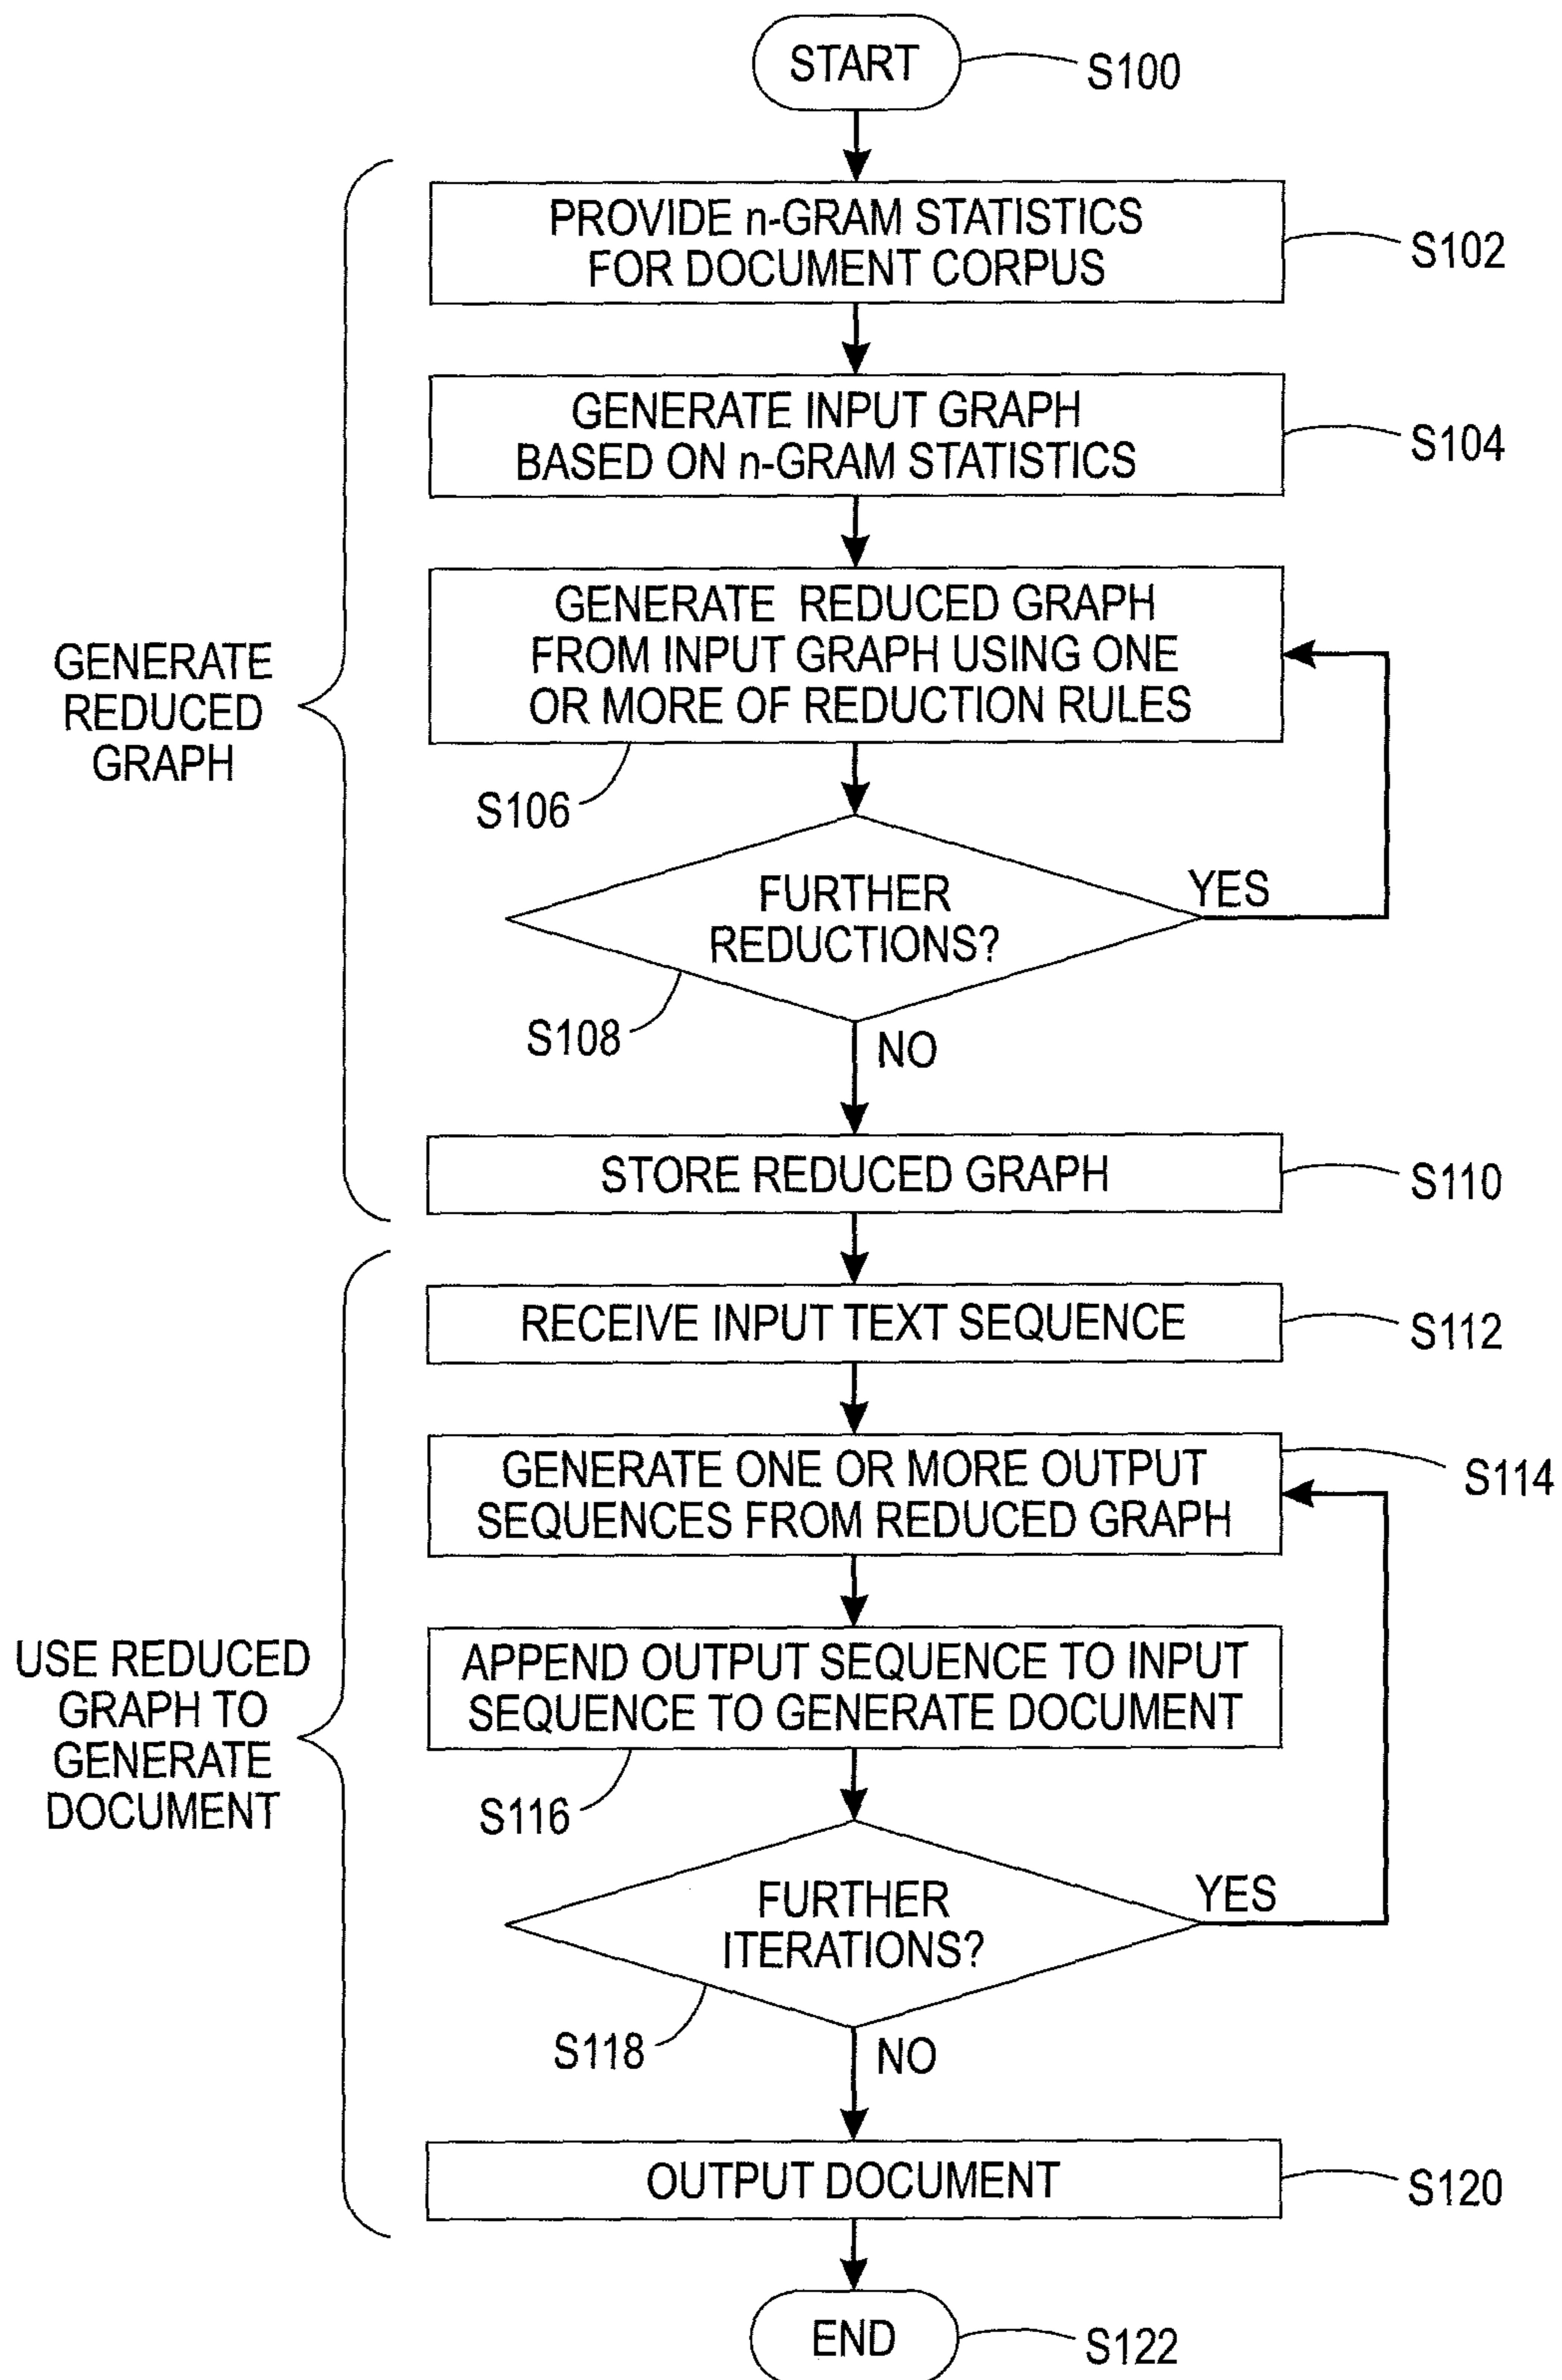 START
S100
PROVIDE n-GRAM STATISTICS
FOR DOCUMENT CORPUS
S102
GENERATE INPUT GRAPH
BASED ON n-GRAM STATISTICS
S104
GENERATE REDUCED GRAPH
FROM INPUT GRAPH USING ONE
OR MORE OF REDUCTION RULES
S106
GENERATE
REDUCED
GRAPH
FURTHER
REDUCTIONS?
YES
S108
NO
STORE REDUCED GRAPH
S110
RECEIVE INPUT TEXT SEQUENCE
S112
GENERATE ONE OR MORE OUTPUT
SEQUENCES FROM REDUCED GRAPH
S114
APPEND OUTPUT SEQUENCE TO INPUT
SEQUENCE TO GENERATE DOCUMENT
S116
USE REDUCED
GRAPH TO
GENERATE
DOCUMENT
FURTHER
ITERATIONS?
YES
S118
NO
OUTPUT DOCUMENT
S120
END
S122